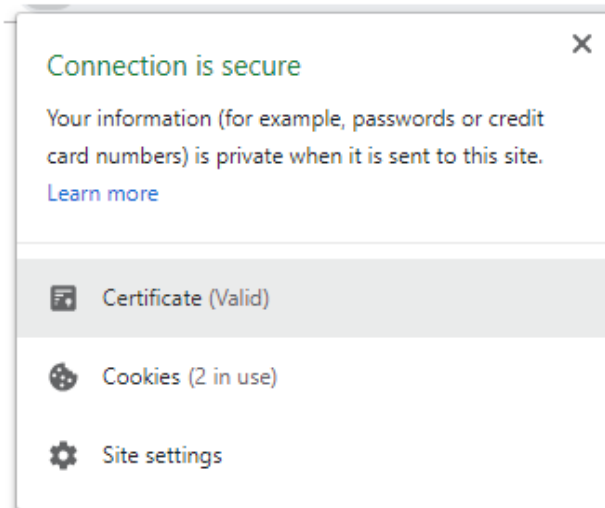 Connection is secure
Your information (for example, passwords or credit
card numbers) is private when it is sent to this site.
Learn more
Certificate (Valid)
Cookies (2 in use)
Site settings